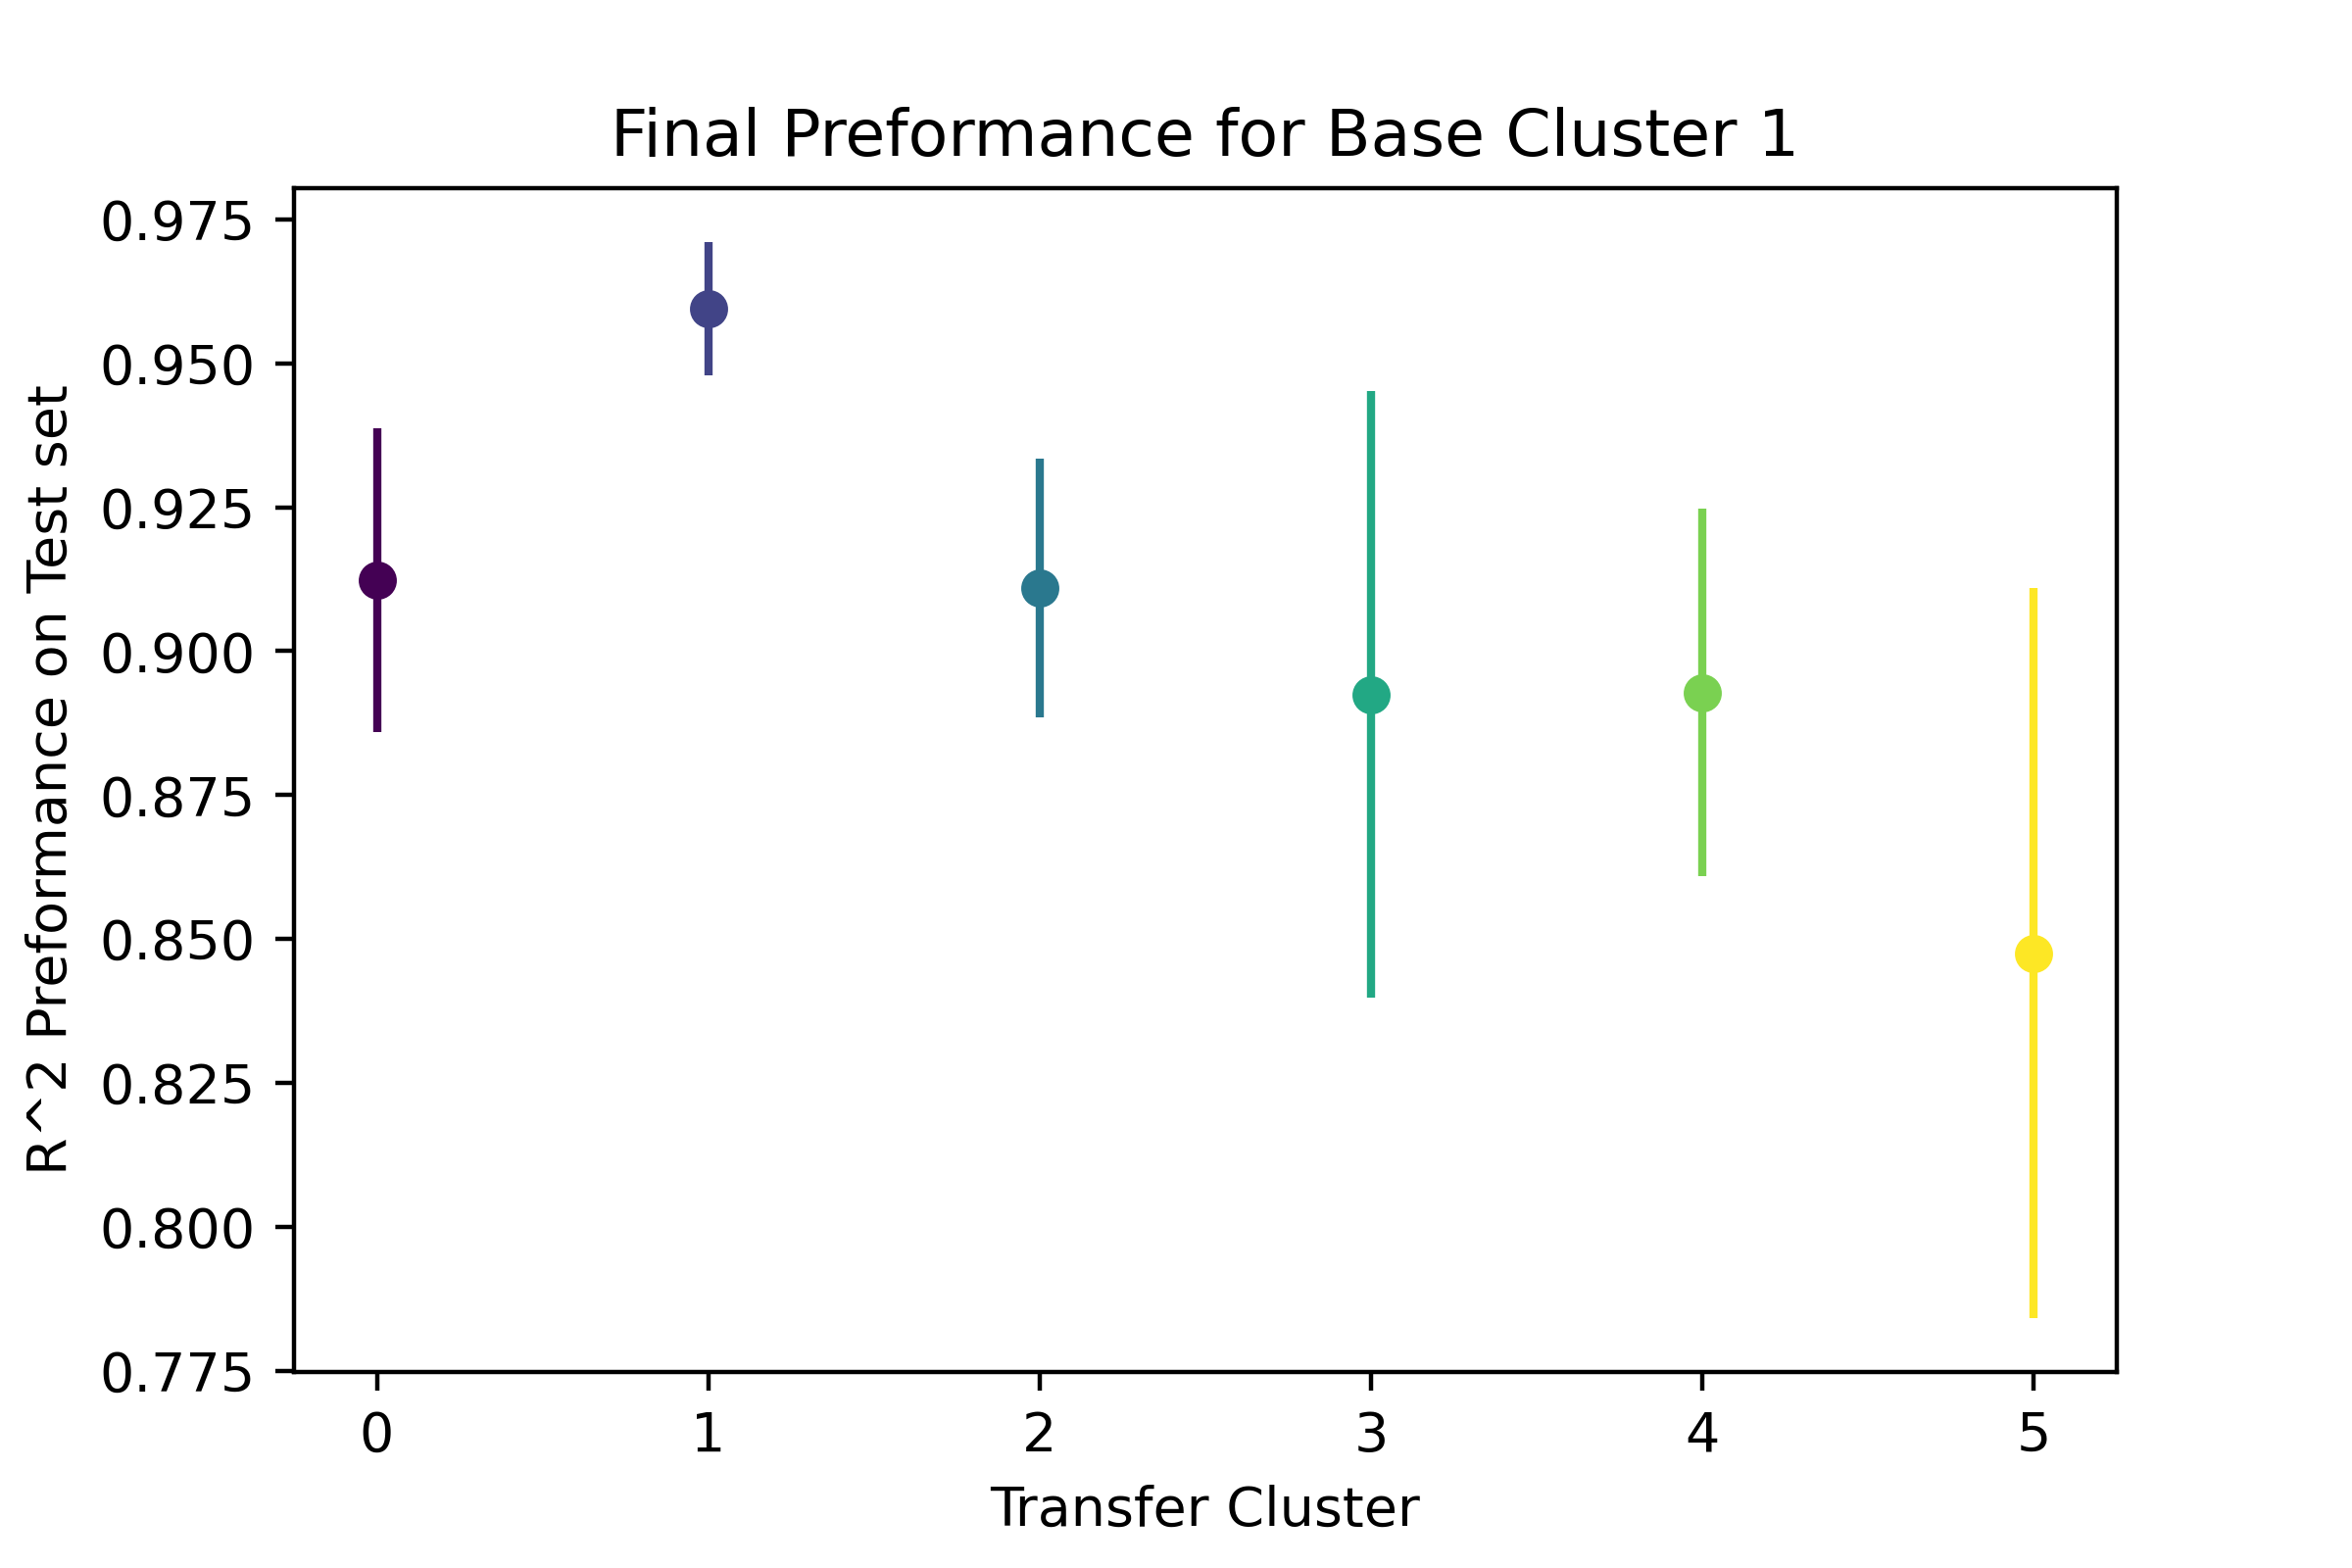 Final Preformance for Base Cluster 1
R^2 Preformance on Test set
0.975
0.950
0.925
0.900
0.875
0.850
0.825
0.800
0.775
0 1 2 3 4 5
Transfer Cluster